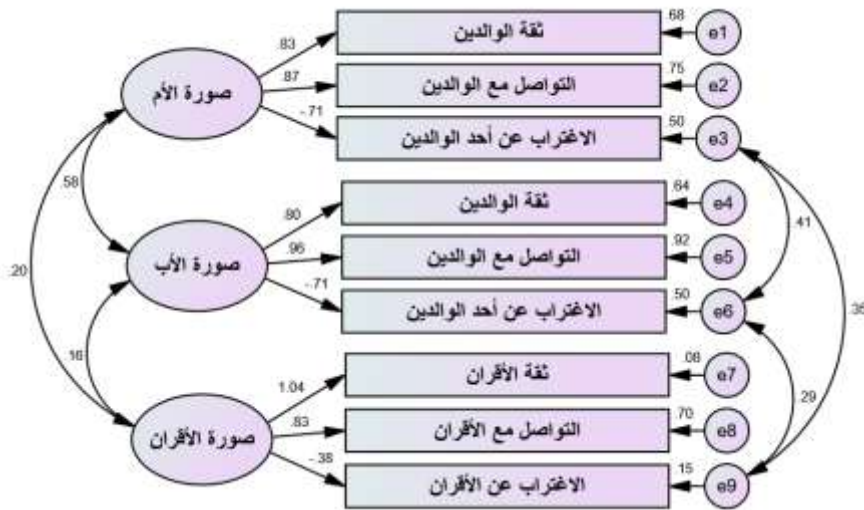 .68
ثقة الوالدين
e1
.83
.75
التواصل مع الوالدين
e2
.87
صورة الأم
.50
الاغتراب عن أحد الوالدين
e3
-.71
.58
.41
.64
ثقة الوالدين
e4
.80
.92
التواصل مع الوالدين
e5
.96
صورة الأب
.20
.50
الاغتراب عن أحد الوالدين
e6
-.71
.35
.16
.08
ثقة الأقران
e7
1.04
.29
.70
التواصل مع الأقران
e8
.83
صورة الأقران
.15
الاغتراب عن الأقران
e9
-.38